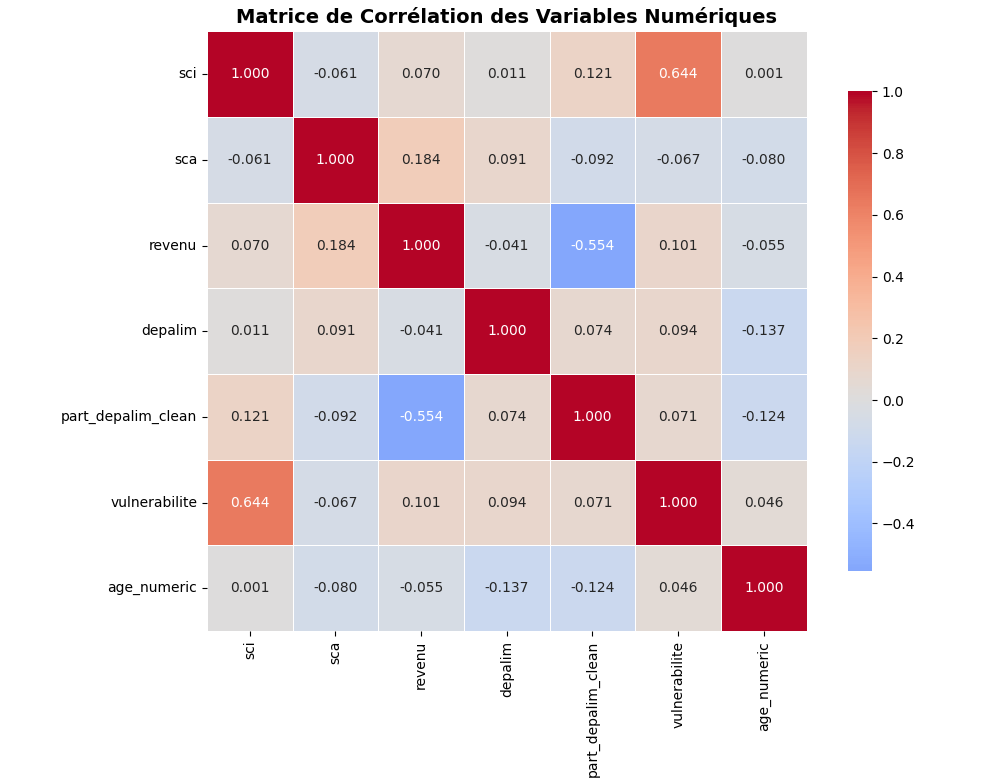 Matrice de Corrélation des Variables Numériques
sci 1.000 -0.061 0.070 0.011 0.121 0.644 0.001
sca -0.061 1.000 0.184 0.091 -0.092 -0.067 -0.080
revenu 0.070 0.184 1.000 -0.041 -0.554 0.101 -0.055
depalim 0.011 0.091 -0.041 1.000 0.074 0.094 -0.137
part_depalim_clean 0.121 -0.092 -0.554 0.074 1.000 0.071 -0.124
vulnerabilite 0.644 -0.067 0.101 0.094 0.071 1.000 0.046
age_numeric 0.001 -0.080 -0.055 -0.137 -0.124 0.046 1.000
sci
sca
revenu
depalim
part_depalim_clean
vulnerabilite
age_numeric
1.0
0.8
0.6
0.4
0.2
0.0
−0.2
−0.4